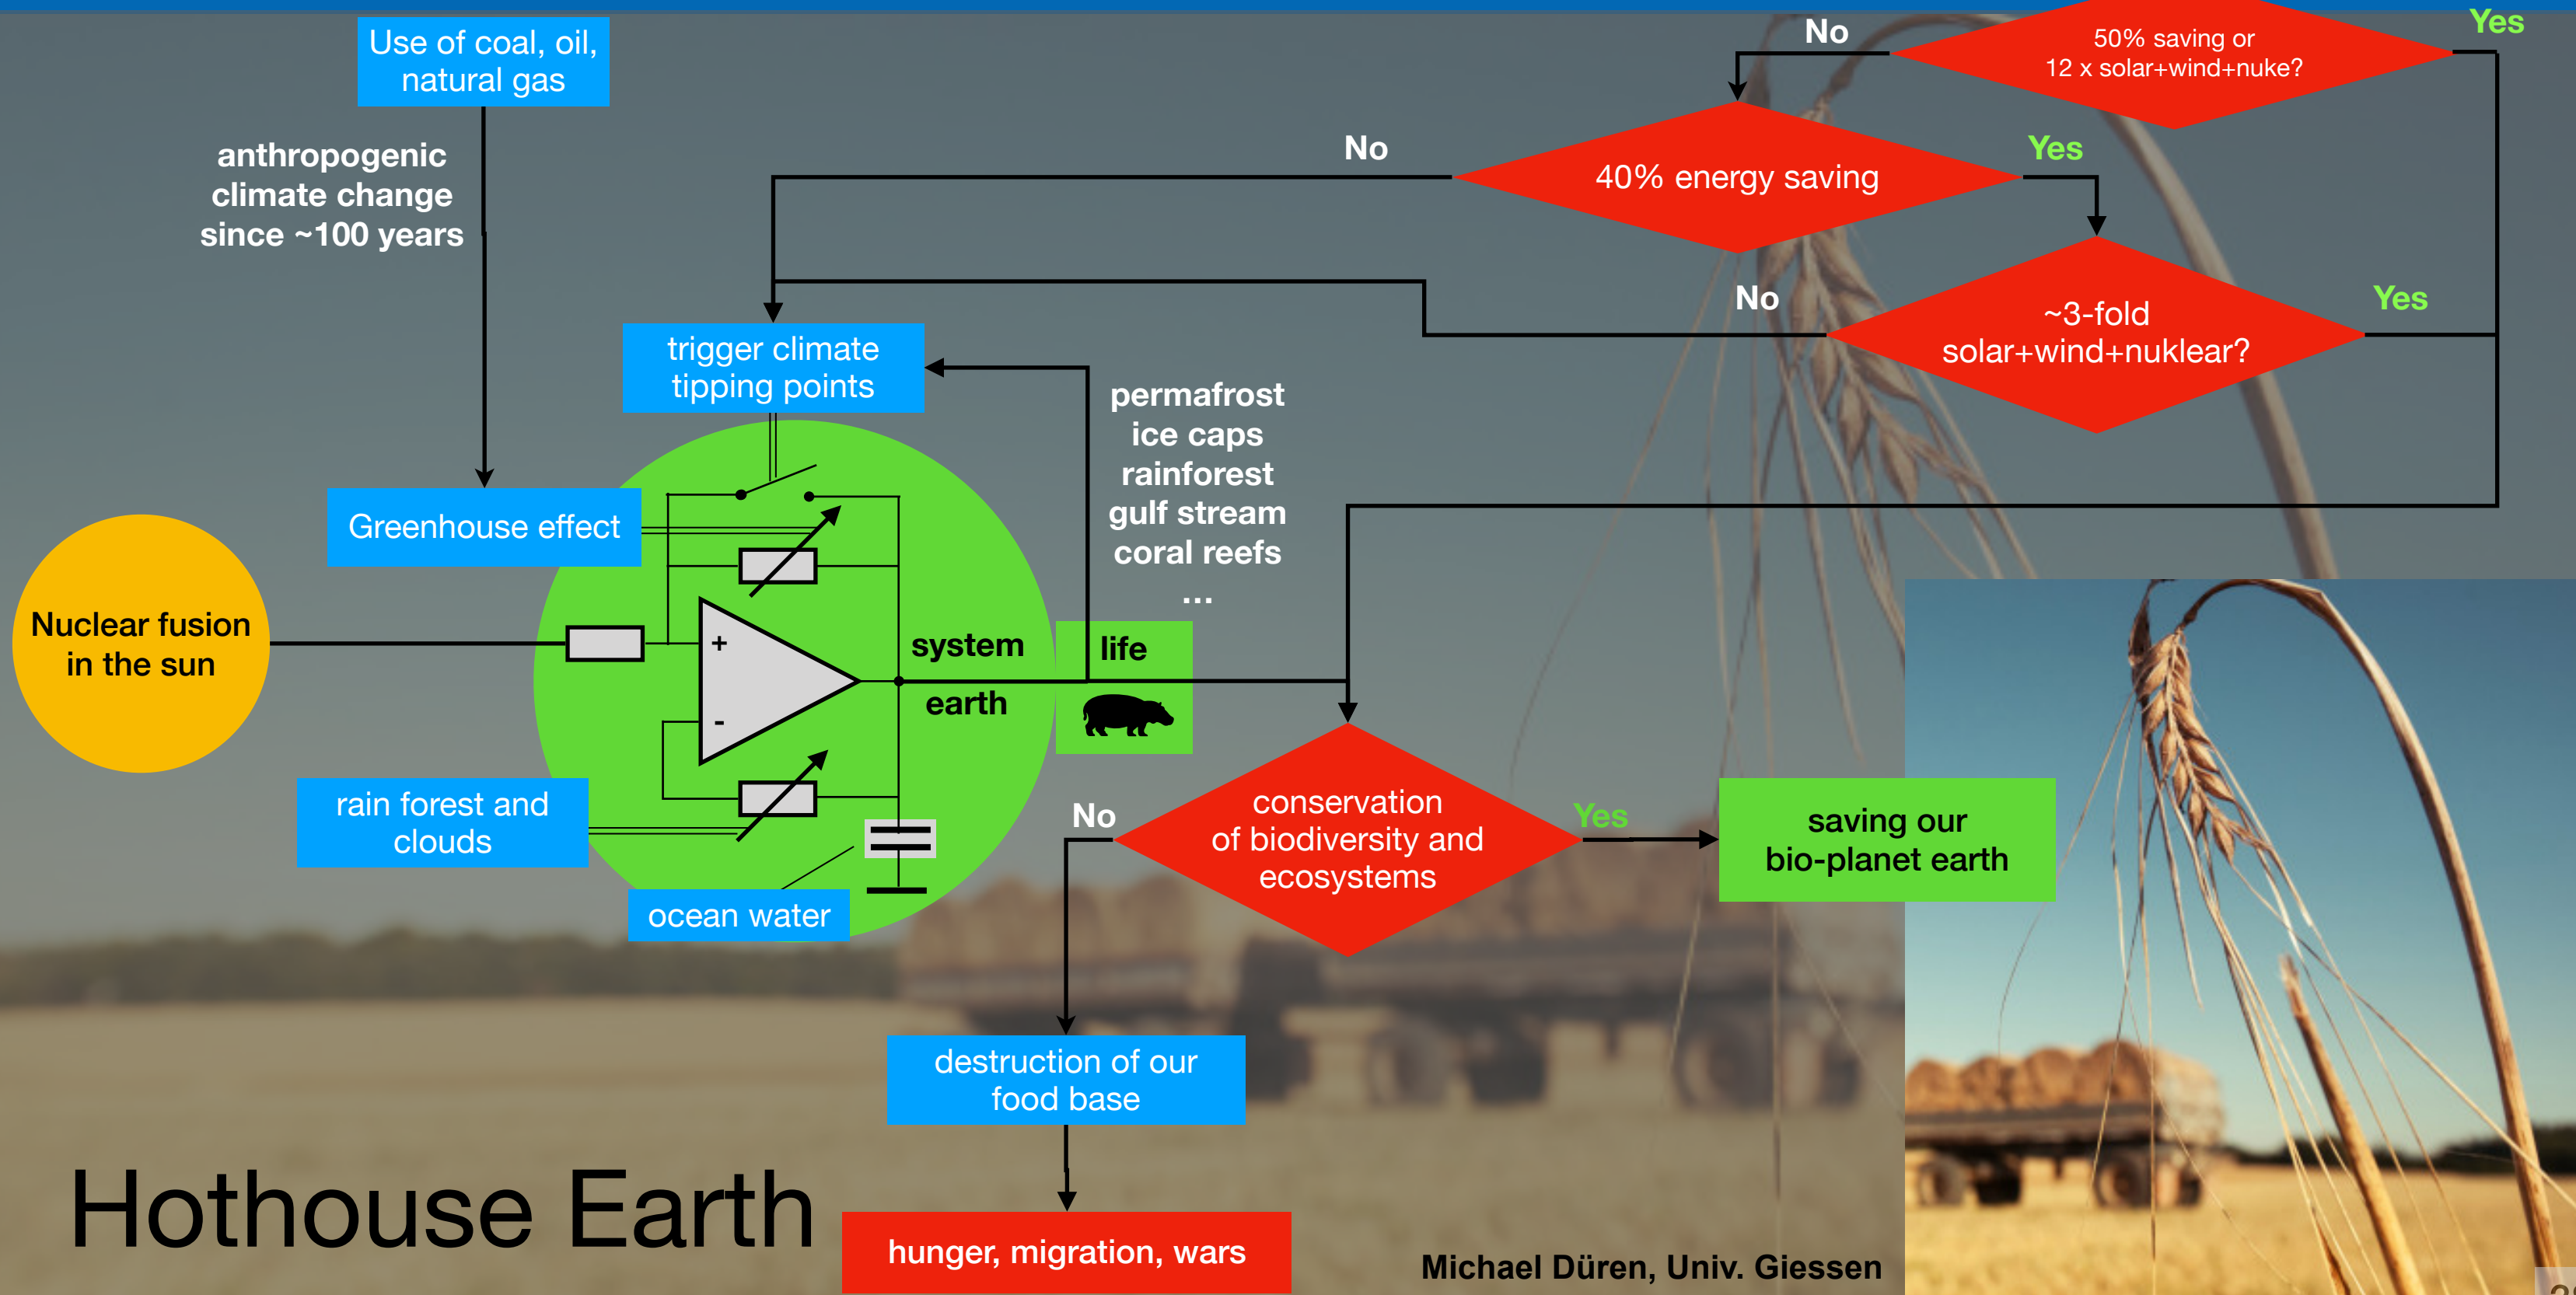 Use of coal, oil,
natural gas
No
50% saving or
12 x solar+wind+nuke?
Yes
anthropogenic
climate change
since ~100 years
No
40% energy saving
Yes
No
~3-fold
solar+wind+nuklear?
Yes
trigger climate
tipping points
permafrost
ice caps
rainforest
gulf stream
coral reefs
...
Greenhouse effect
Nuclear fusion
in the sun
+
-
system
earth
life
rain forest and
clouds
ocean water
No
conservation
of biodiversity and
ecosystems
Yes
saving our
bio-planet earth
destruction of our
food base
hunger, migration, wars
Hothouse Earth
Michael Düren, Univ. Giessen